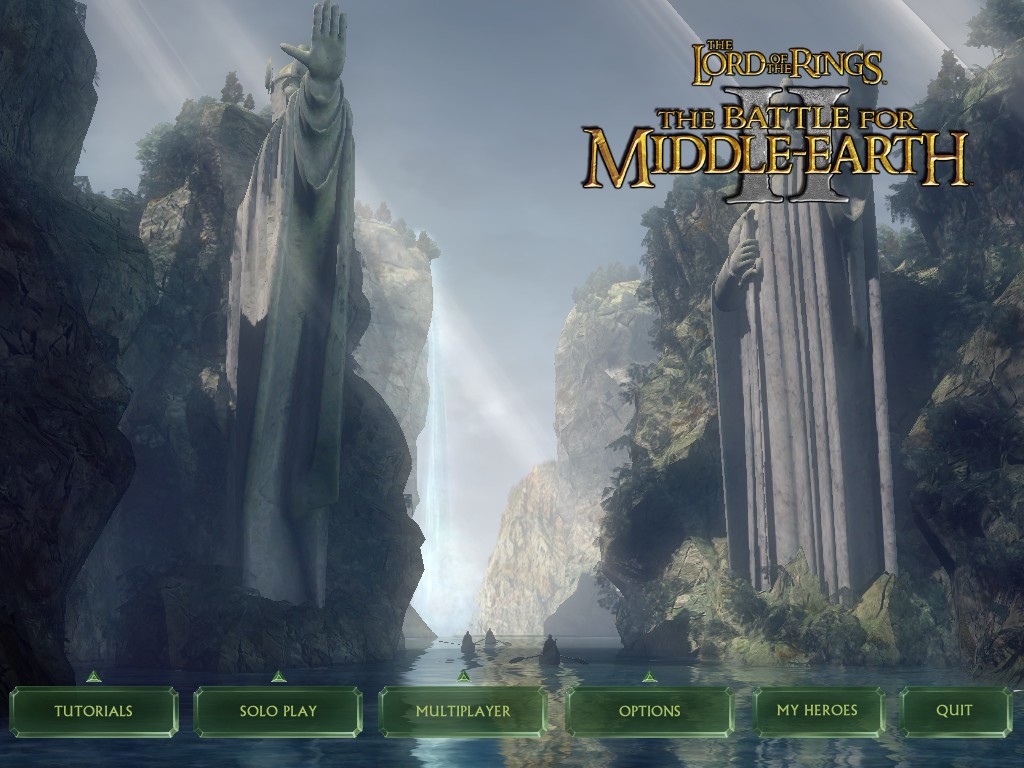 THE
LORD OF THE RINGS
II
THE BATTLE FOR
MIDDLE-EARTH
TUTORIALS
SOLO PLAY
MULTIPLAYER
OPTIONS
MY HEROES
QUIT